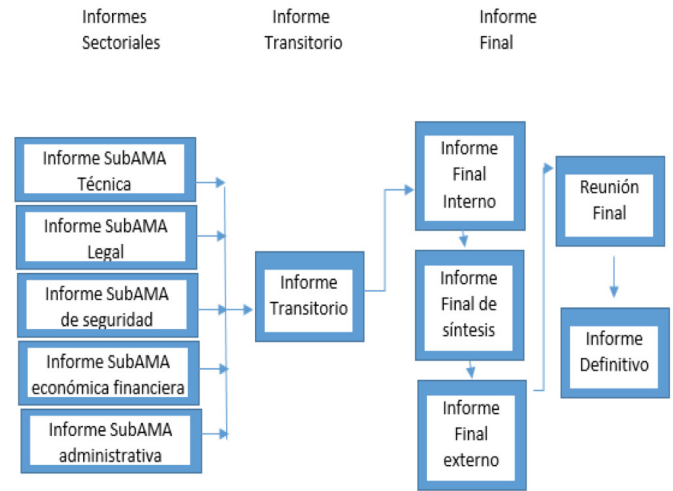 Informes
Sectoriales
Informe
Transitorio
Informe
Final
Informe SubAMA
Técnica
Informe SubAMA
Legal
Informe SubAMA
de seguridad
Informe SubAMA
económica financiera
Informe SubAMA
administrativa
Informe
Transitorio
Informe
Final
Interno
Informe
Final de
síntesis
Informe
Final
externo
Reunión
Final
Informe
Definitivo